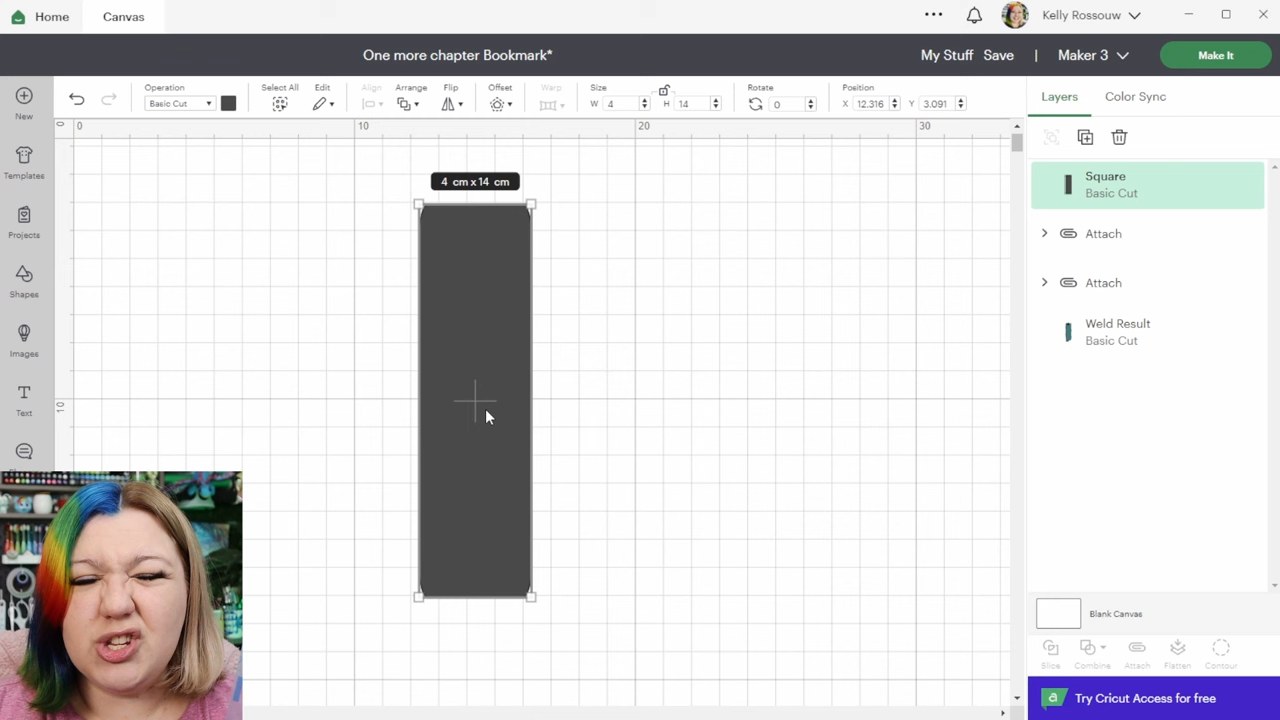 Home
Canvas
Kelly Rossouw
One more chapter Bookmark*
My Stuff
Save
|
Maker 3
Make It
New
Templates
Projects
Shapes
Images
Text
Operation
Basic Cut
Select All
Edit
Align
Arrange
Flip
Offset
Warp
Size
W 4
H 14
Rotate
0
Position
X 12.316
Y 3.091
0
10
20
30
0
10
4 cm x 14 cm
Layers
Color Sync
Square
Basic Cut
Attach
Attach
Weld Result
Basic Cut
Blank Canvas
Slice
Combine
Attach
Flatten
Contour
a
Try Cricut Access for free